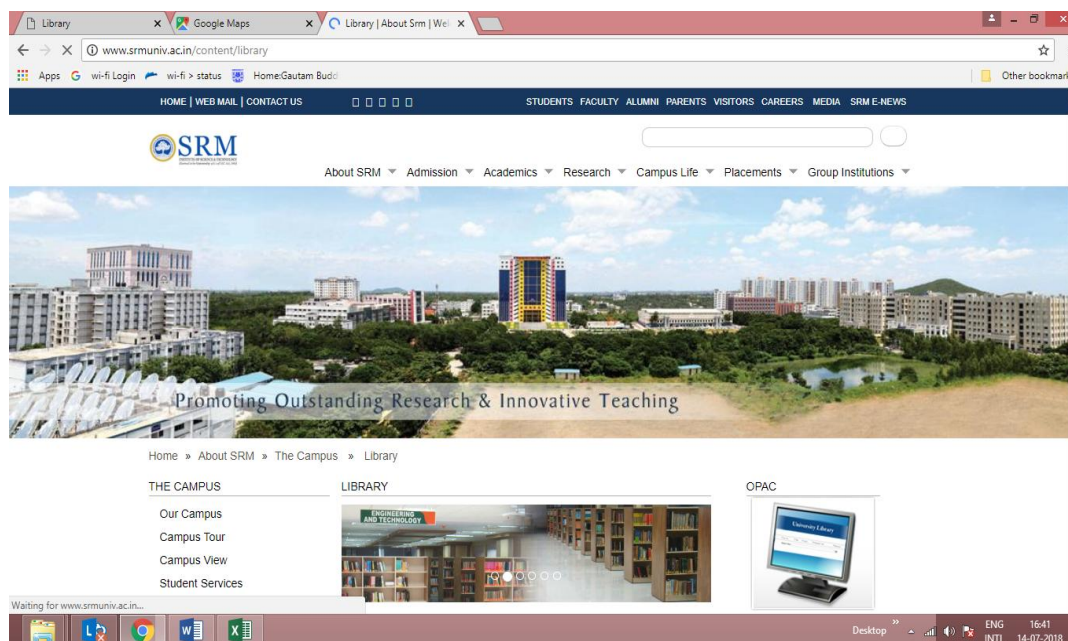 Library
Google Maps
Library | About Srm | Wel
www.srmuniv.ac.in/content/library
Apps G wi-fi Login wi-fi > status Home:Gautam Budd Other bookmark
HOME | WEB MAIL | CONTACT US STUDENTS FACULTY ALUMNI PARENTS VISITORS CAREERS MEDIA SRM E-NEWS
SRM
About SRM Admission Academics Research Campus Life Placements Group Institutions
Promoting Outstanding Research & Innovative Teaching
Home » About SRM » The Campus » Library
THE CAMPUS
Our Campus
Campus Tour
Campus View
Student Services
LIBRARY
ENGINEERING
AND TECHNOLOGY
OPAC
University Library
Waiting for www.srmuniv.ac.in...
Desktop
ENG
INTL
16:41
14-07-2018